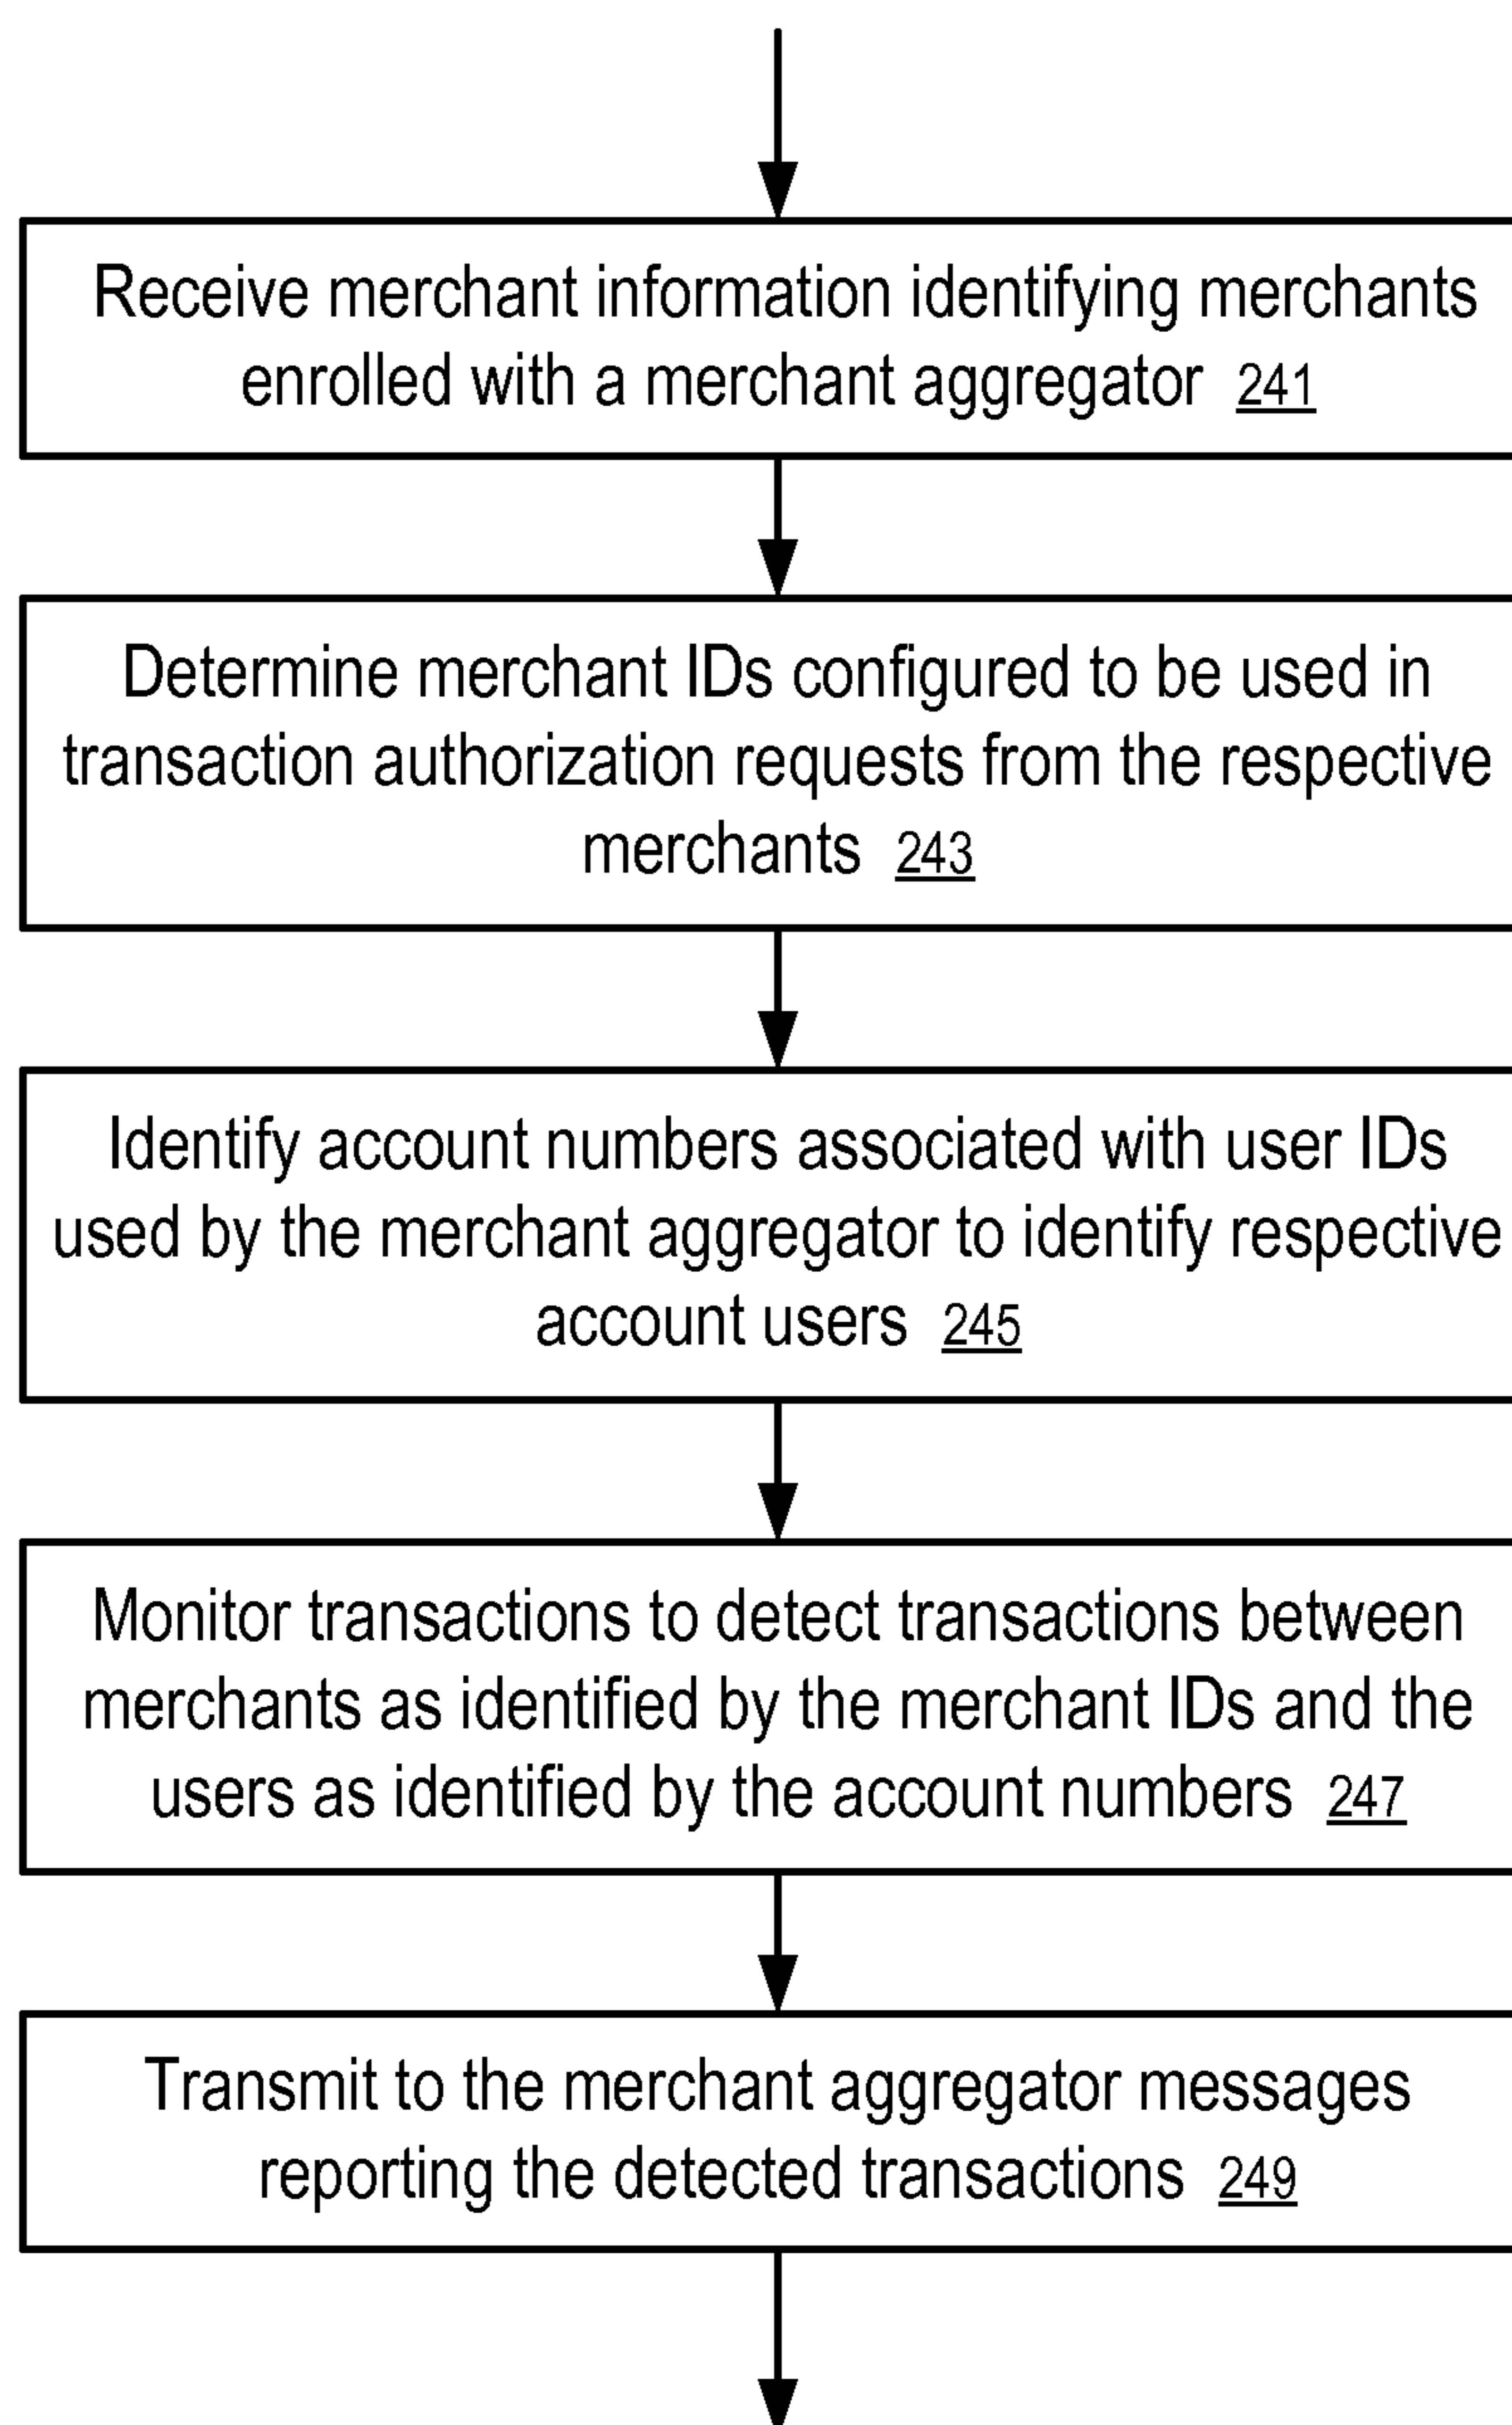 Receive merchant information identifying merchants
enrolled with a merchant aggregator 241
Determine merchant IDs configured to be used in
transaction authorization requests from the respective
merchants 243
Identify account numbers associated with user IDs
used by the merchant aggregator to identify respective
account users 245
Monitor transactions to detect transactions between
merchants as identified by the merchant IDs and the
users as identified by the account numbers 247
Transmit to the merchant aggregator messages
reporting the detected transactions 249